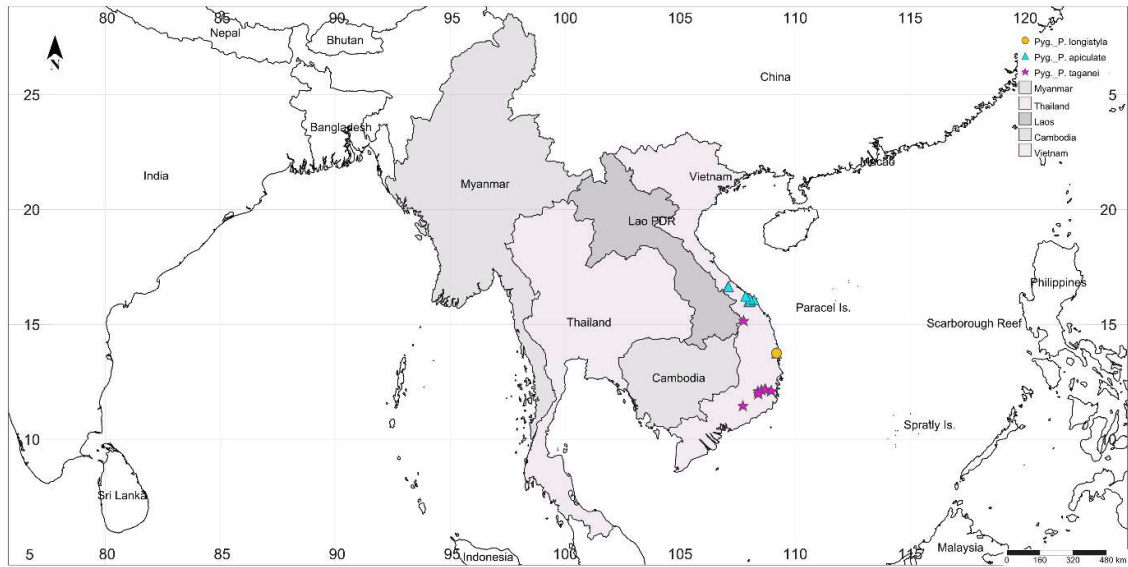 80 85 90 95 100 105 110 115 120
Nepal
Bhutan
N
Pyg._P. longistyla
Pyg._P. apiculate
Pyg._P. taganei
Myanmar
Thailand
Laos
Cambodia
Vietnam
China
25 5
Bangladesh
India
Myanmar
Vietnam
Macao
20 20
Lao PDR
Philippines
Paracel Is.
15 Thailand Scarborough Reef 15
Cambodia
Spratly Is.
10 10
Sri Lanka
5 80 85 90 95 100 105 110 115
Indonesia
Malaysia
0 160 320 480 km